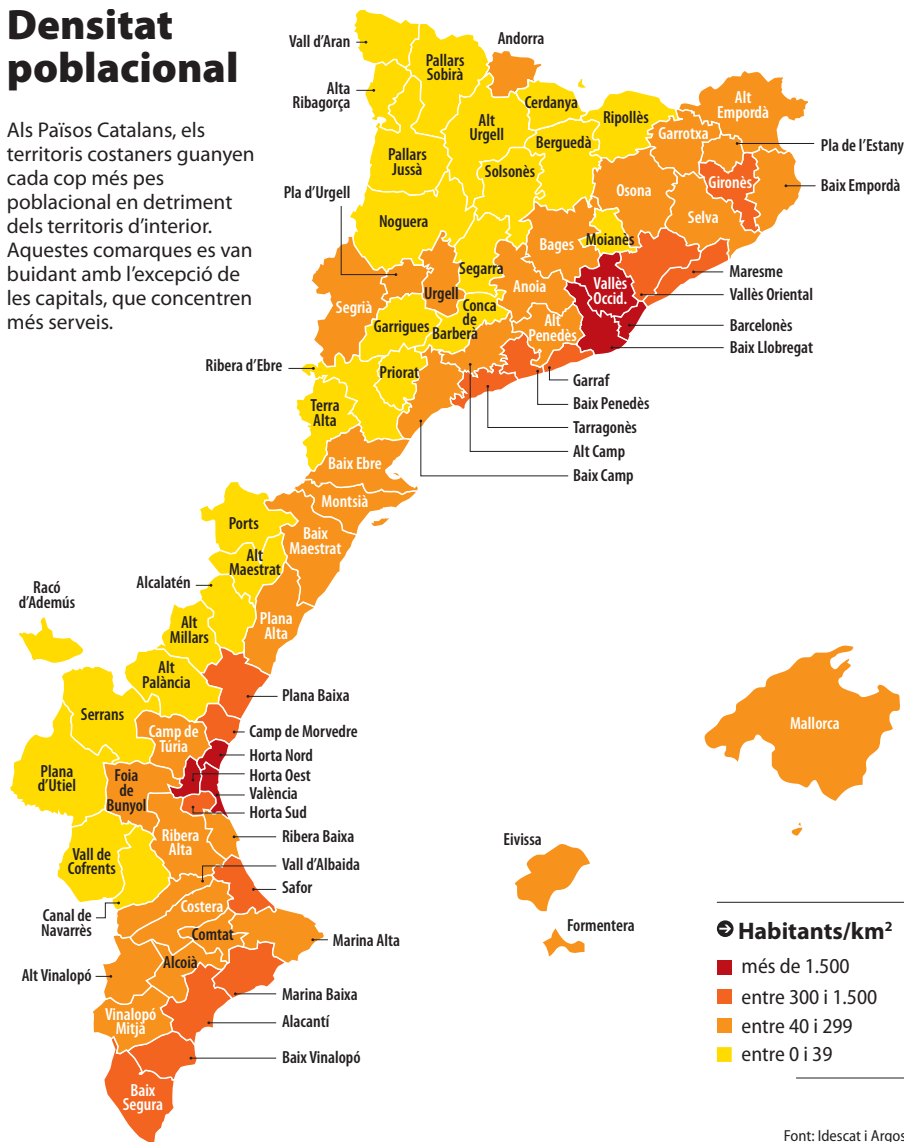 Densitat
poblacional
Als Països Catalans, els
territoris costaners guanyen
cada cop més pes
poblacional en detriment
dels territoris d'interior.
Aquestes comarques es van
buidant amb l'excepció de
les capitals, que concentren
més serveis.
Vall d'Aran
Pallars
Sobirà
Andorra
Alta
Ribagorça
Cerdanya
Alt
Urgell
Ripollès
Alt
Empordà
Garrotxa
Pla de l'Estany
Berguedà
Pallars
Jussà
Solsonès
Gironès
Baix Empordà
Pla d'Urgell
Osona
Selva
Noguera
Bages
Moianès
Segarra
Maresme
Vallès
Occid.
Vallès Oriental
Urgell
Anoia
Segrià
Conca
de
Barberà
Garrigues
Alt
Penedès
Barcelonès
Baix Llobregat
Ribera d'Ebre
Priorat
Garraf
Baix Penedès
Terra
Alta
Tarragonès
Alt Camp
Baix Camp
Baix Ebre
Montsià
Ports
Baix
Maestrat
Alt
Maestrat
Racó
d'Ademús
Alcalatén
Plana
Alta
Alt
Millars
Alt
Palància
Plana Baixa
Serrans
Camp de
Túria
Camp de Morvedre
Mallorca
Horta Nord
Plana
d'Utiel
Foia
de
Bunyol
Horta Oest
València
Horta Sud
Ribera
Alta
Ribera Baixa
Eivissa
Vall de
Cofrents
Vall d'Albaida
Safor
Costera
Canal de
Navarrès
Formentera
Comtat
Marina Alta
Alcoià
Alt Vinalopó
Marina Baixa
Vinalopó
Mitjà
Alacantí
Baix Vinalopó
Baix
Segura
Habitants/km²
més de 1.500
entre 300 i 1.500
entre 40 i 299
entre 0 i 39
Font: Idescat i Argos